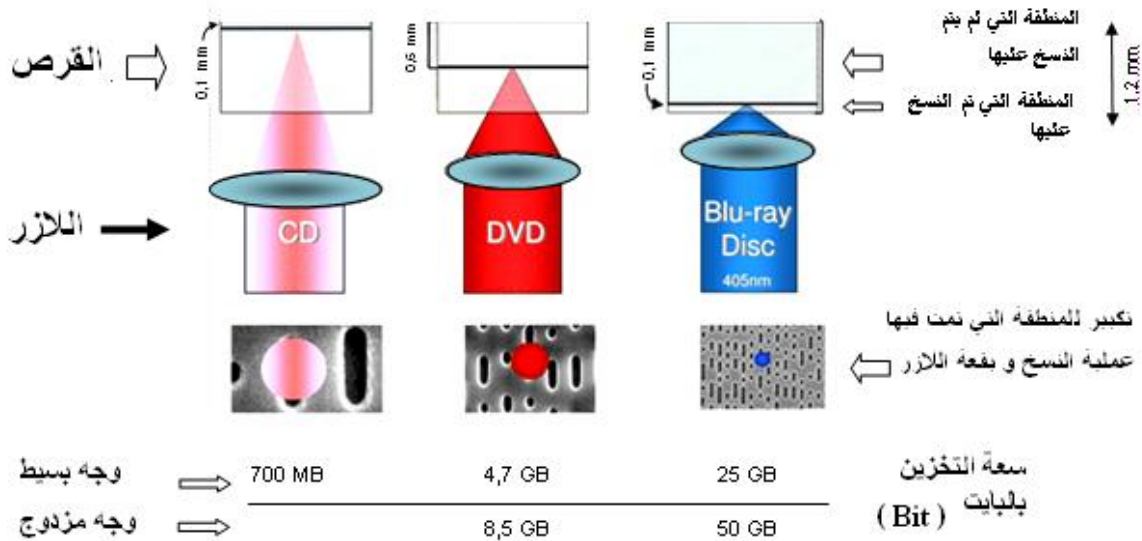 0,1 mm
0,6 mm
0,1 mm
المنطقة التي لم يتم
النسخ عليها
المنطقة التي تم النسخ
عليها
1,2 mm
القرص
اللازر
CD
DVD
Blu-ray
Disc
405nm
تكبير للمنطقة التي تمت فيها
عملية النسخ و بقعة اللازر
وجه بسيط
700 MB
4,7 GB
25 GB
سعة التخزين
بالبايت
( Bit )
وجه مزدوج
8,5 GB
50 GB